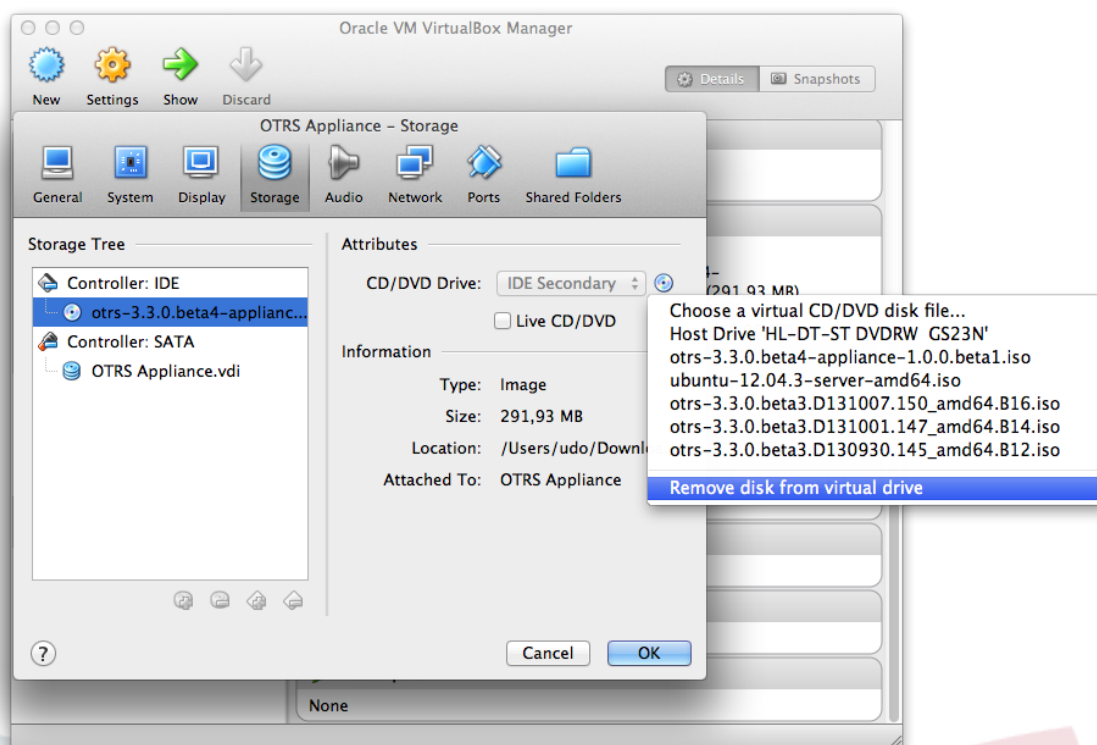 Oracle VM VirtualBox Manager
New Settings Show Discard
Details Snapshots
OTRS Appliance – Storage
General System Display Storage Audio Network Ports Shared Folders
Storage Tree
Controller: IDE
otrs-3.3.0.beta4-applianc...
Controller: SATA
OTRS Appliance.vdi
Attributes
CD/DVD Drive: IDE Secondary
Live CD/DVD
Information
Type: Image
Size: 291,93 MB
Location: /Users/udo/Downl
Attached To: OTRS Appliance
(291,93 MB)
Choose a virtual CD/DVD disk file...
Host Drive 'HL-DT-ST DVDRW GS23N'
otrs-3.3.0.beta4-appliance-1.0.0.beta1.iso
ubuntu-12.04.3-server-amd64.iso
otrs-3.3.0.beta3.D131007.150_amd64.B16.iso
otrs-3.3.0.beta3.D131001.147_amd64.B14.iso
otrs-3.3.0.beta3.D130930.145_amd64.B12.iso
Remove disk from virtual drive
? Cancel OK
None